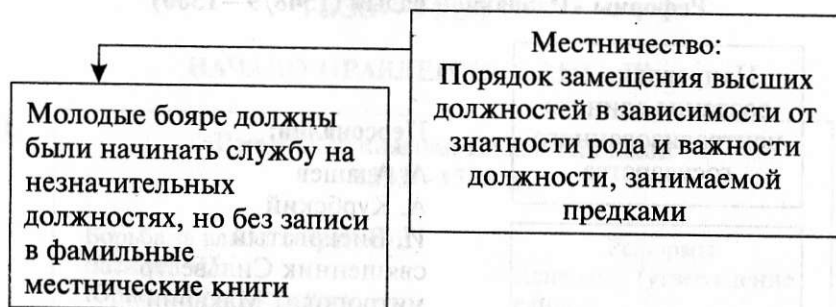 Местничество:
Порядок замещения высших
должностей в зависимости от
знатности рода и важности
должности, занимаемой
предками
Молодые бояре должны
были начинать службу на
незначительных
должностях, но без записи
в фамильные
местнические книги